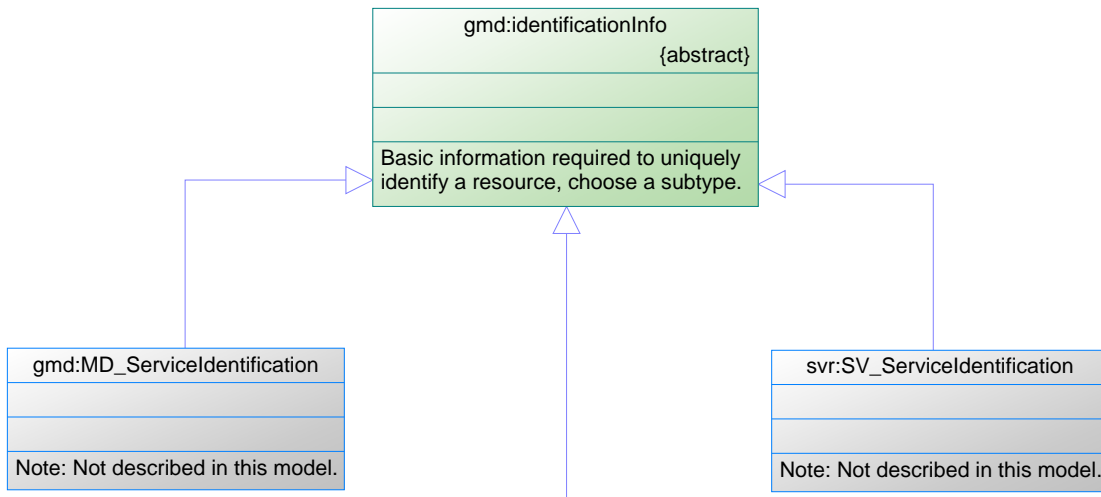 gmd:identificationInfo
{abstract}
Basic information required to uniquely
identify a resource, choose a subtype.
gmd:MD_ServiceIdentification
Note: Not described in this model.
svr:SV_ServiceIdentification
Note: Not described in this model.